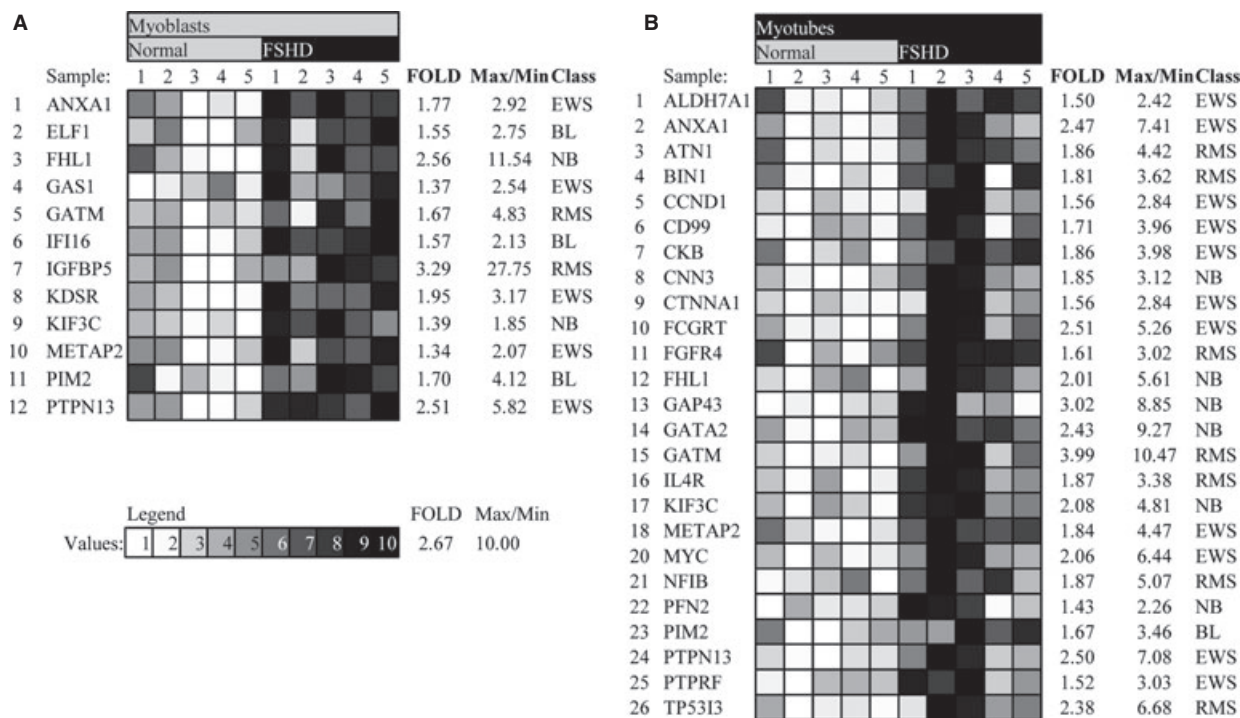 A
Myoblasts
Normal FSHD
Sample: 1 2 3 4 5 1 2 3 4 5 FOLD Max/Min Class
1 ANXA1 1.77 2.92 EWS
2 ELF1 1.55 2.75 BL
3 FHL1 2.56 11.54 NB
4 GAS1 1.37 2.54 EWS
5 GATM 1.67 4.83 RMS
6 IFI16 1.57 2.13 BL
7 IGFBP5 3.29 27.75 RMS
8 KDSR 1.95 3.17 EWS
9 KIF3C 1.39 1.85 NB
10 METAP2 1.34 2.07 EWS
11 PIM2 1.70 4.12 BL
12 PTPN13 2.51 5.82 EWS
Legend FOLD Max/Min
Values: 1 2 3 4 5 6 7 8 9 10 2.67 10.00
B
Myotubes
Normal FSHD
Sample: 1 2 3 4 5 1 2 3 4 5 FOLD Max/Min Class
1 ALDH7A1 1.50 2.42 EWS
2 ANXA1 2.47 7.41 EWS
3 ATN1 1.86 4.42 RMS
4 BIN1 1.81 3.62 RMS
5 CCND1 1.56 2.84 EWS
6 CD99 1.71 3.96 EWS
7 CKB 1.86 3.98 EWS
8 CNN3 1.85 3.12 NB
9 CTNNA1 1.56 2.84 EWS
10 FCGRT 2.51 5.26 EWS
11 FGFR4 1.61 3.02 RMS
12 FHL1 2.01 5.61 NB
13 GAP43 3.02 8.85 NB
14 GATA2 2.43 9.27 NB
15 GATM 3.99 10.47 RMS
16 IL4R 1.87 3.38 RMS
17 KIF3C 2.08 4.81 NB
18 METAP2 1.84 4.47 EWS
20 MYC 2.06 6.44 EWS
21 NFIB 1.87 5.07 RMS
22 PFN2 1.43 2.26 NB
23 PIM2 1.67 3.46 BL
24 PTPN13 2.50 7.08 EWS
25 PTPRF 1.52 3.03 EWS
26 TP53I3 2.38 6.68 RMS